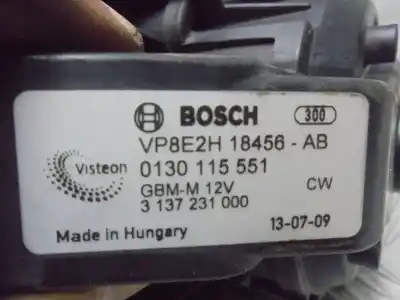 BOSCH 300
VP8E2H 18456 - AB
Visteon 0130 115 551
GBM-M 12V CW
3 137 231 000
Made in Hungary 13-07-09